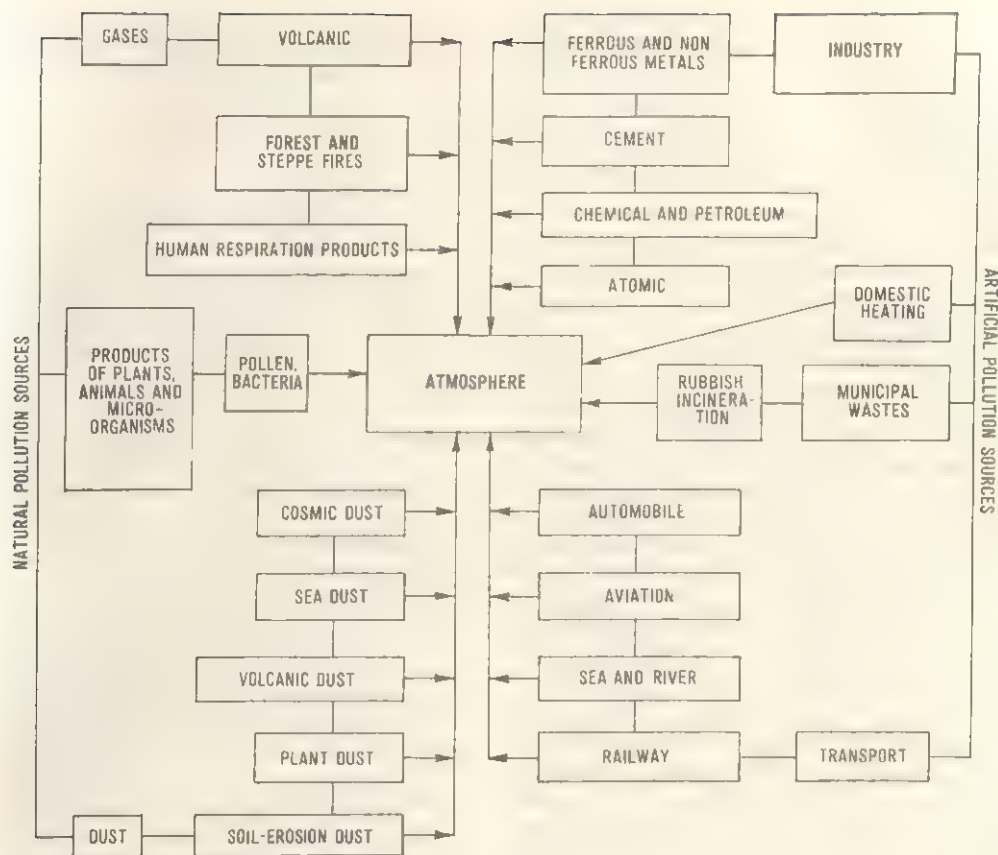 GASES
VOLCANIC
FERROUS AND NON
FERROUS METALS
INDUSTRY
FOREST AND
STEPPE FIRES
CEMENT
CHEMICAL AND PETROLEUM
HUMAN RESPIRATION PRODUCTS
ATOMIC
DOMESTIC
HEATING
NATURAL POLLUTION SOURCES
PRODUCTS
OF PLANTS,
ANIMALS AND
MICRO-
ORGANISMS
POLLEN,
BACTERIA
ATMOSPHERE
RUBBISH
INCINERA-
TION
MUNICIPAL
WASTES
ARTIFICIAL POLLUTION SOURCES
COSMIC DUST
AUTOMOBILE
SEA DUST
AVIATION
VOLCANIC DUST
SEA AND RIVER
PLANT DUST
RAILWAY
TRANSPORT
DUST
SOIL-EROSION DUST